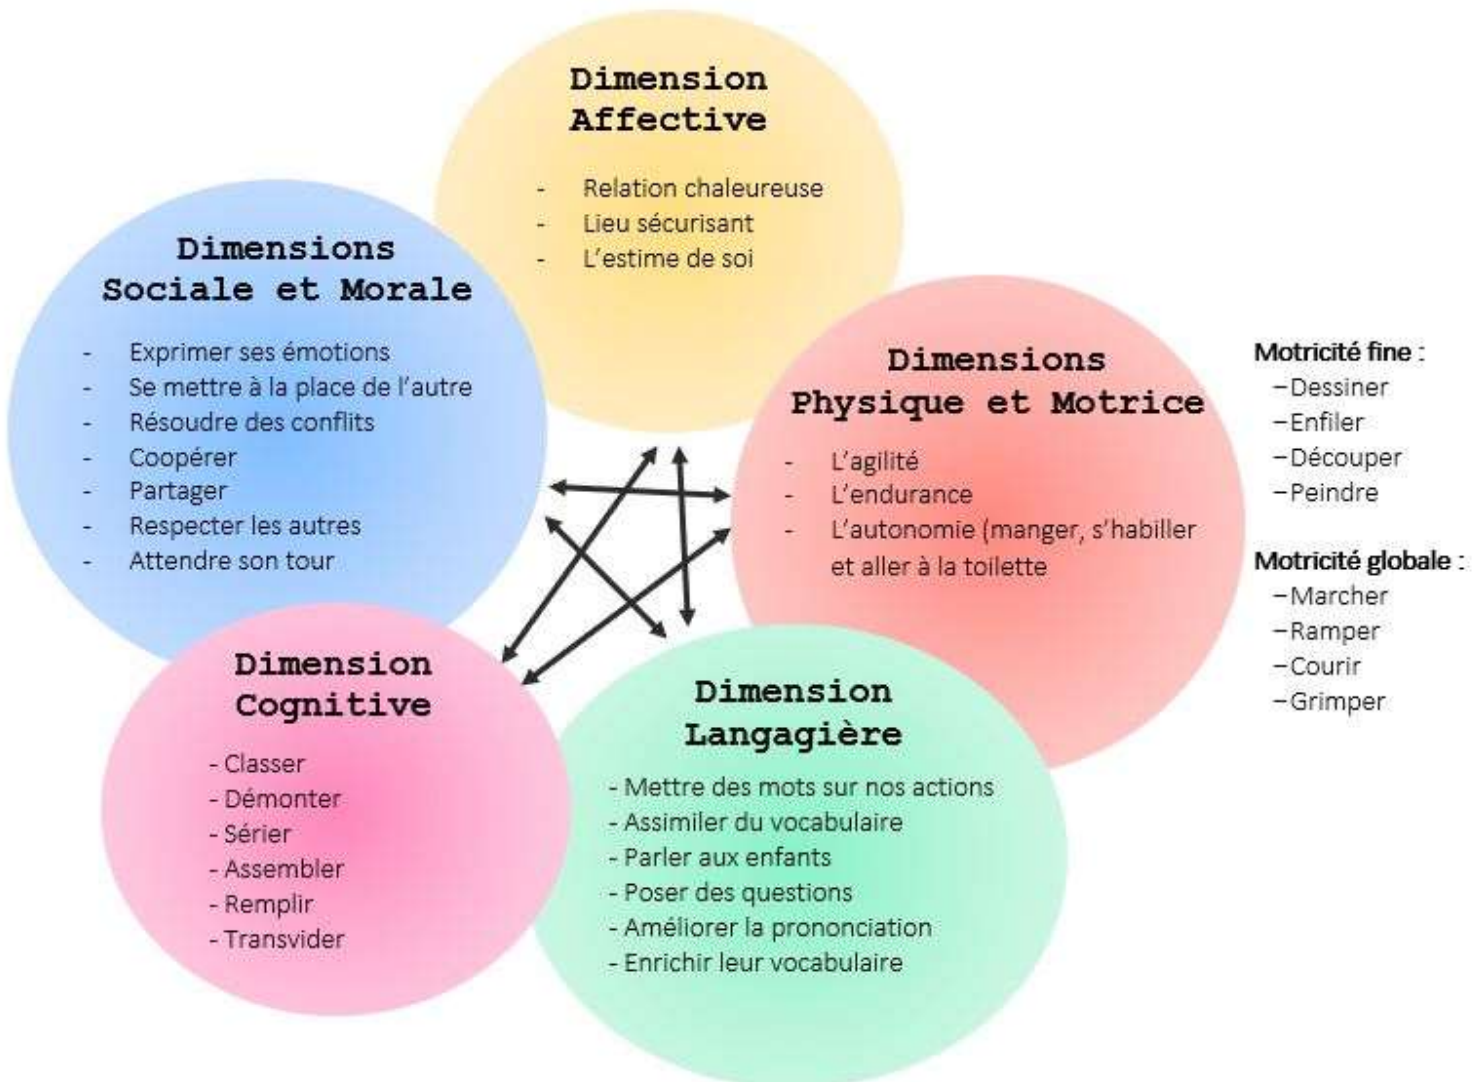 Dimension
Affective
- Relation chaleureuse
- Lieu sécurisant
- L'estime de soi
Dimensions
Sociale et Morale
- Exprimer ses émotions
- Se mettre à la place de l'autre
- Résoudre des conflits
- Coopérer
- Partager
- Respecter les autres
- Attendre son tour
Dimensions
Physique et Motrice
- L'agilité
- L'endurance
- L'autonomie (manger, s'habiller
et aller à la toilette
Motricité fine :
–Dessiner
–Enfiler
–Découper
–Peindre
Motricité globale :
–Marcher
–Ramper
–Courir
–Grimper
Dimension
Cognitive
- Classer
- Démonter
- Sérier
- Assembler
- Remplir
- Transvider
Dimension
Langagière
- Mettre des mots sur nos actions
- Assimiler du vocabulaire
- Parler aux enfants
- Poser des questions
- Améliorer la prononciation
- Enrichir leur vocabulaire